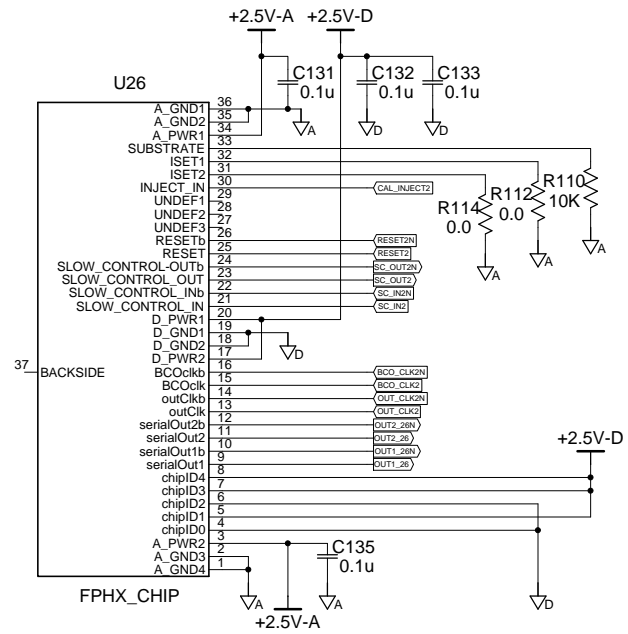 +2.5V-A +2.5V-D
U26
C131
0.1u
C132
0.1u
C133
0.1u
A
D
D
A_GND1 36
A_GND2 35
A_PWR1 34
SUBSTRATE 33
ISET1 32
ISET2 31
INJECT_IN 30 CAL_INJECT2
UNDEF1 29
UNDEF2 28
UNDEF3 27
RESETb 26 RESET2N
RESET 25 RESET2
SLOW_CONTROL-OUTb 24 SC_OUT2N
SLOW_CONTROL_OUT 23 SC_OUT2
SLOW_CONTROL_INb 22 SC_IN2N
SLOW_CONTROL_IN 21 SC_IN2
D_PWR1 20
D_GND1 19
D_GND2 18
D_PWR2 17
BCOclkb 16 BCO_CLK2N
BCOclk 15 BCO_CLK2
outClkb 14 OUT_CLK2N
outClk 13 OUT_CLK2
serialOut2b 12 OUT2_26N
serialOut2 11 OUT2_26
serialOut1b 10 OUT1_26N
serialOut1 9 OUT1_26
chipID4 8
chipID3 7
chipID2 6
chipID1 5
chipID0 4
A_PWR2 3
A_GND3 2
A_GND4 1
37 BACKSIDE
R114
0.0
R112
0.0
R110
10K
A
A
A
D
+2.5V-D
C135
0.1u
A
A
D
FPHX_CHIP
+2.5V-A